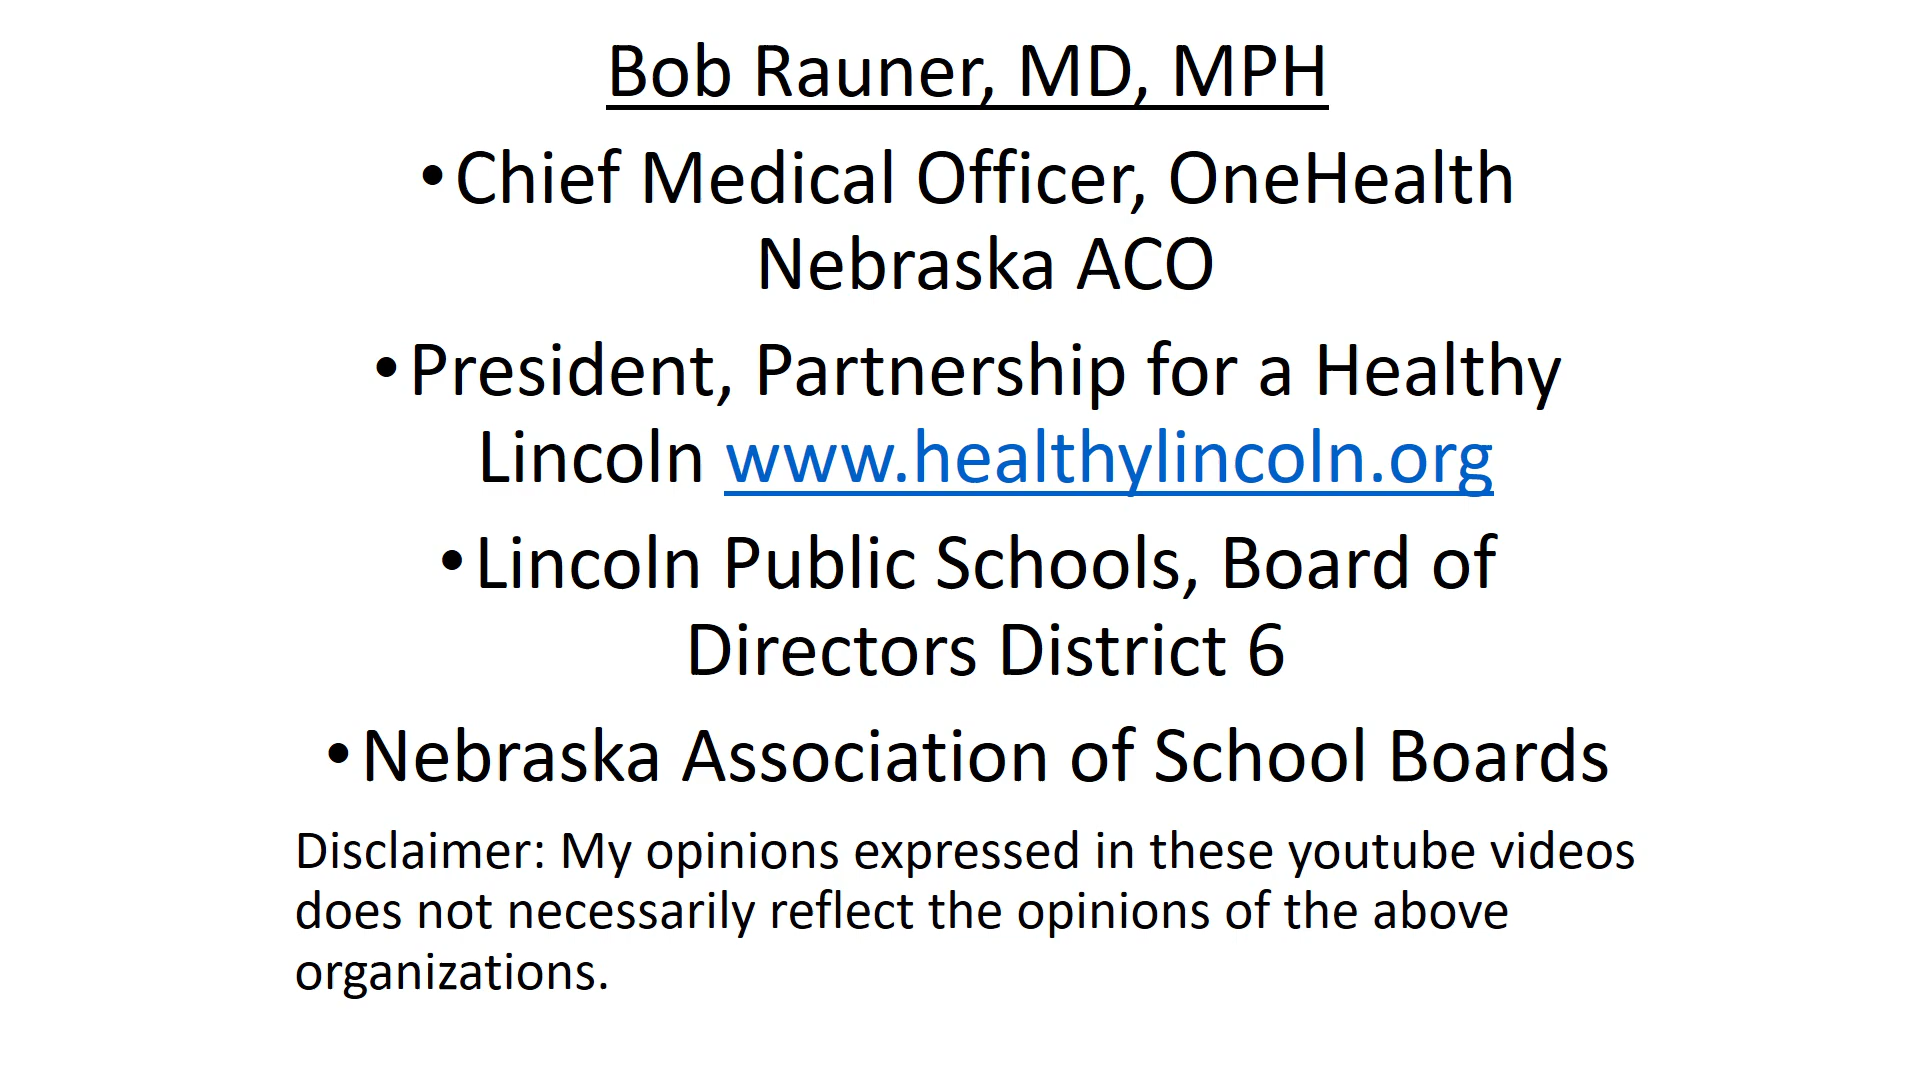 Bob Rauner, MD, MPH
•Chief Medical Officer, OneHealth
Nebraska ACO
•President, Partnership for a Healthy
Lincoln www.healthylincoln.org
•Lincoln Public Schools, Board of
Directors District 6
•Nebraska Association of School Boards
Disclaimer: My opinions expressed in these youtube videos
does not necessarily reflect the opinions of the above
organizations.